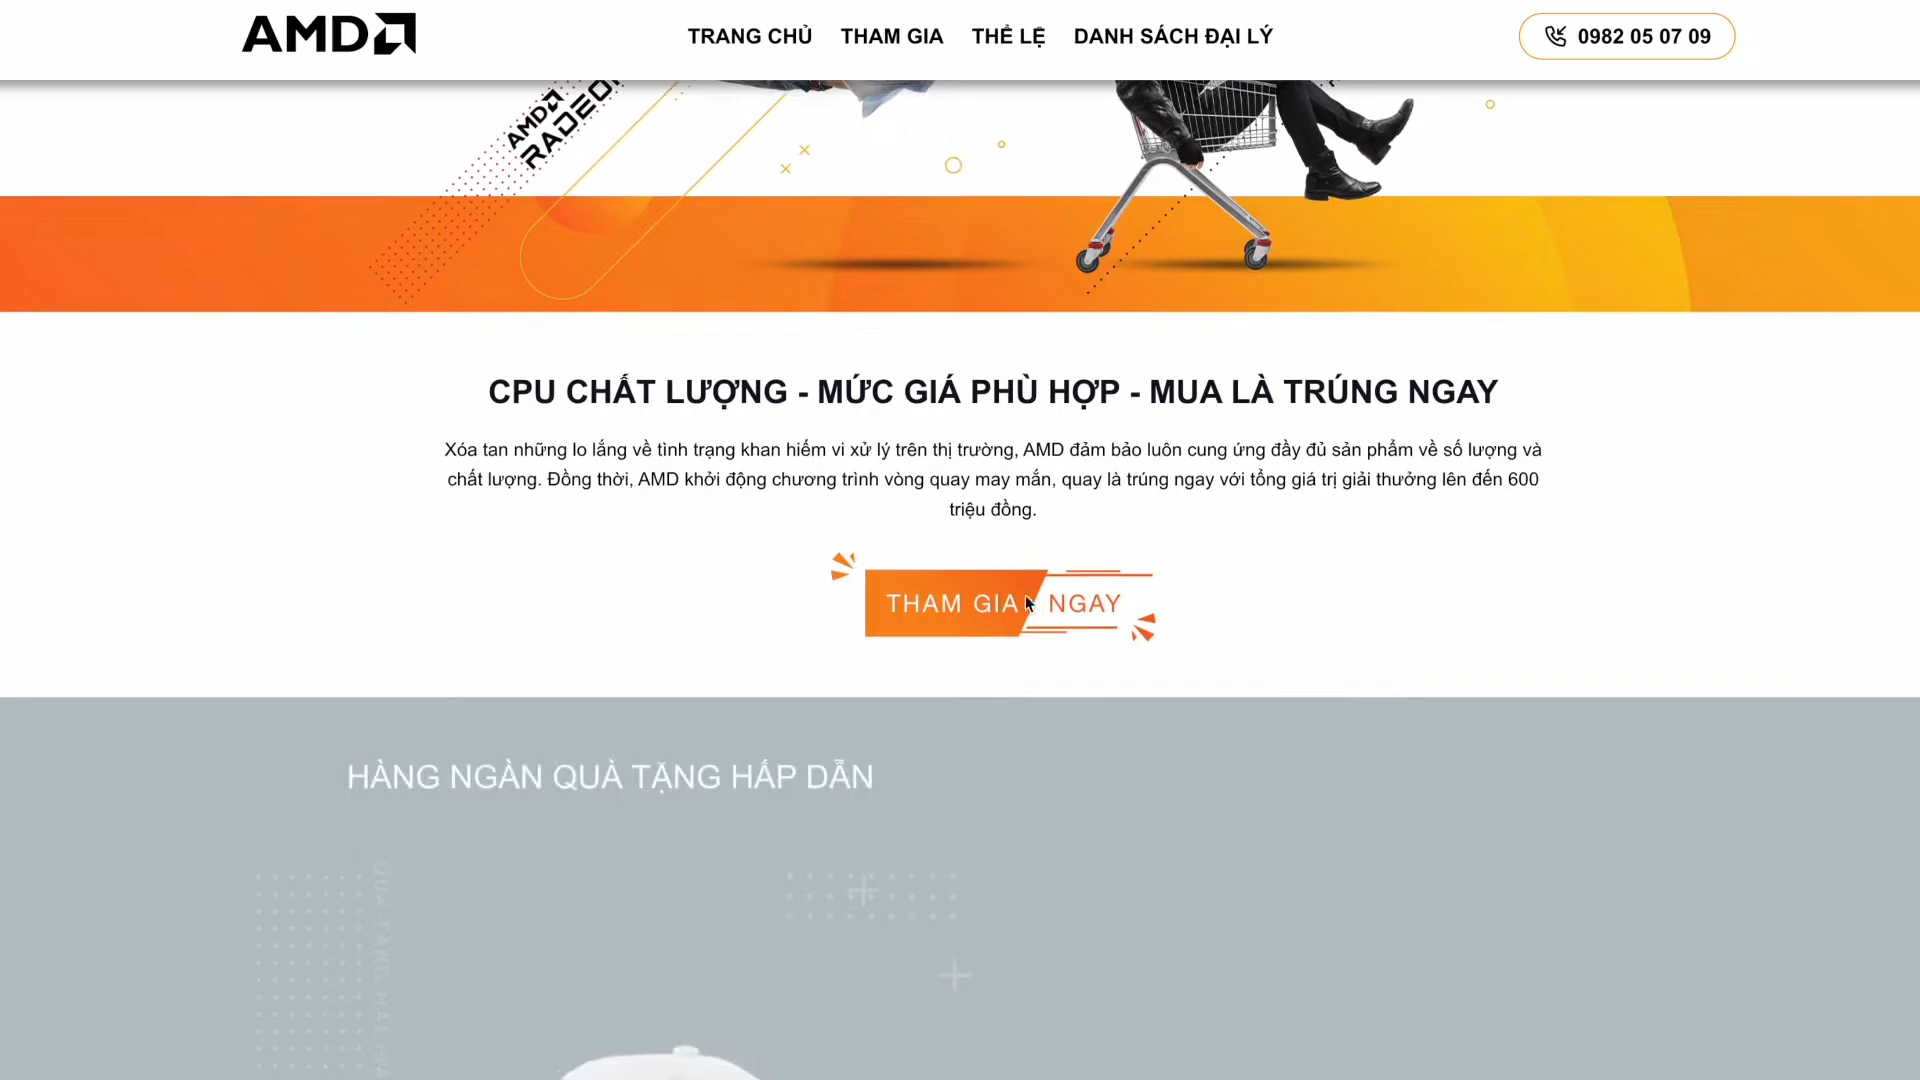 AMD
TRANG CHỦ THAM GIA THỂ LỆ DANH SÁCH ĐẠI LÝ
0982 05 07 09
AMD
CPU CHẤT LƯỢNG - MỨC GIÁ PHÙ HỢP - MUA LÀ TRÚNG NGAY
Xóa tan những lo lắng về tình trạng khan hiếm vi xử lý trên thị trường, AMD đảm bảo luôn cung ứng đầy đủ sản phẩm về số lượng và
chất lượng. Đồng thời, AMD khởi động chương trình vòng quay may mắn, quay là trúng ngay với tổng giá trị giải thưởng lên đến 600
triệu đồng.
THAM GIA NGAY
HÀNG NGÀN QUÀ TẶNG HẤP DẪN